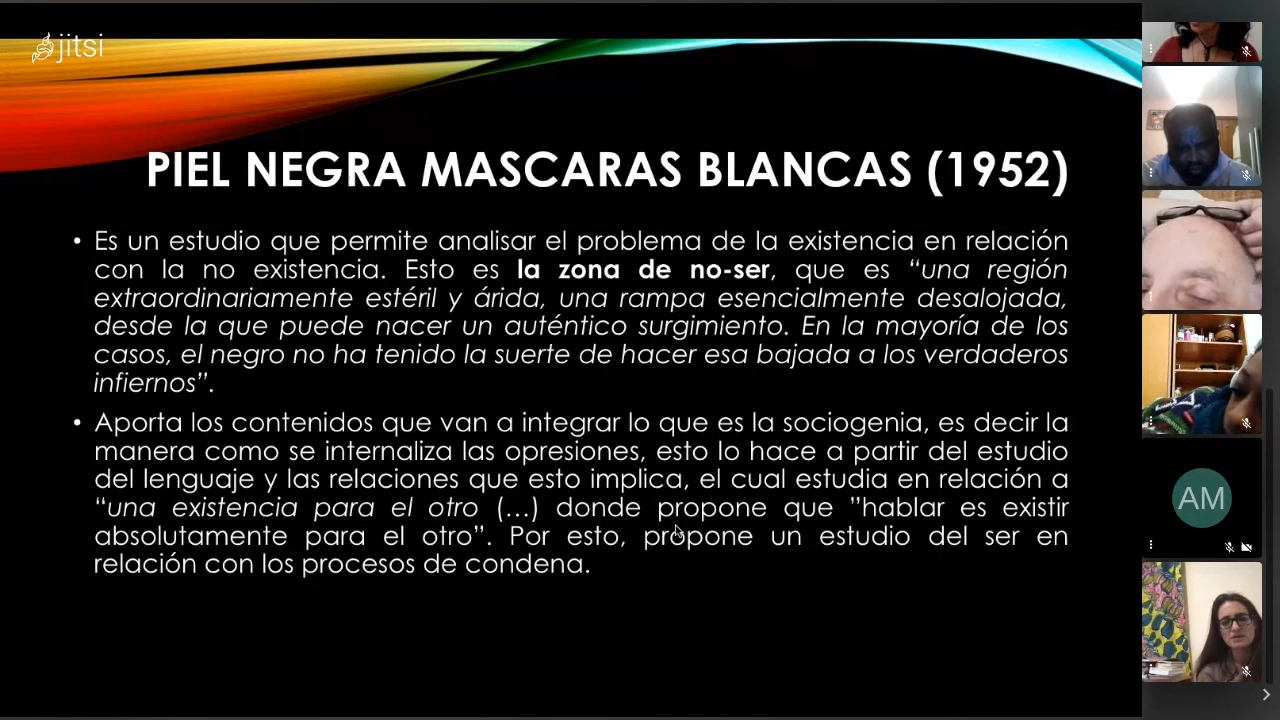 jitsi
PIEL NEGRA MASCARAS BLANCAS (1952)
• Es un estudio que permite analisar el problema de la existencia en relación
con la no existencia. Esto es la zona de no-ser, que es “una región
extraordinariamente estéril y árida, una rampa esencialmente desalojada,
desde la que puede nacer un auténtico surgimiento. En la mayoría de los
casos, el negro no ha tenido la suerte de hacer esa bajada a los verdaderos
infiernos”.
• Aporta los contenidos que van a integrar lo que es la sociogenia, es decir la
manera como se internaliza las opresiones, esto lo hace a partir del estudio
del lenguaje y las relaciones que esto implica, el cual estudia en relación a
“una existencia para el otro (…) donde propone que ”hablar es existir
absolutamente para el otro”. Por esto, propone un estudio del ser en
relación con los procesos de condena.
AM